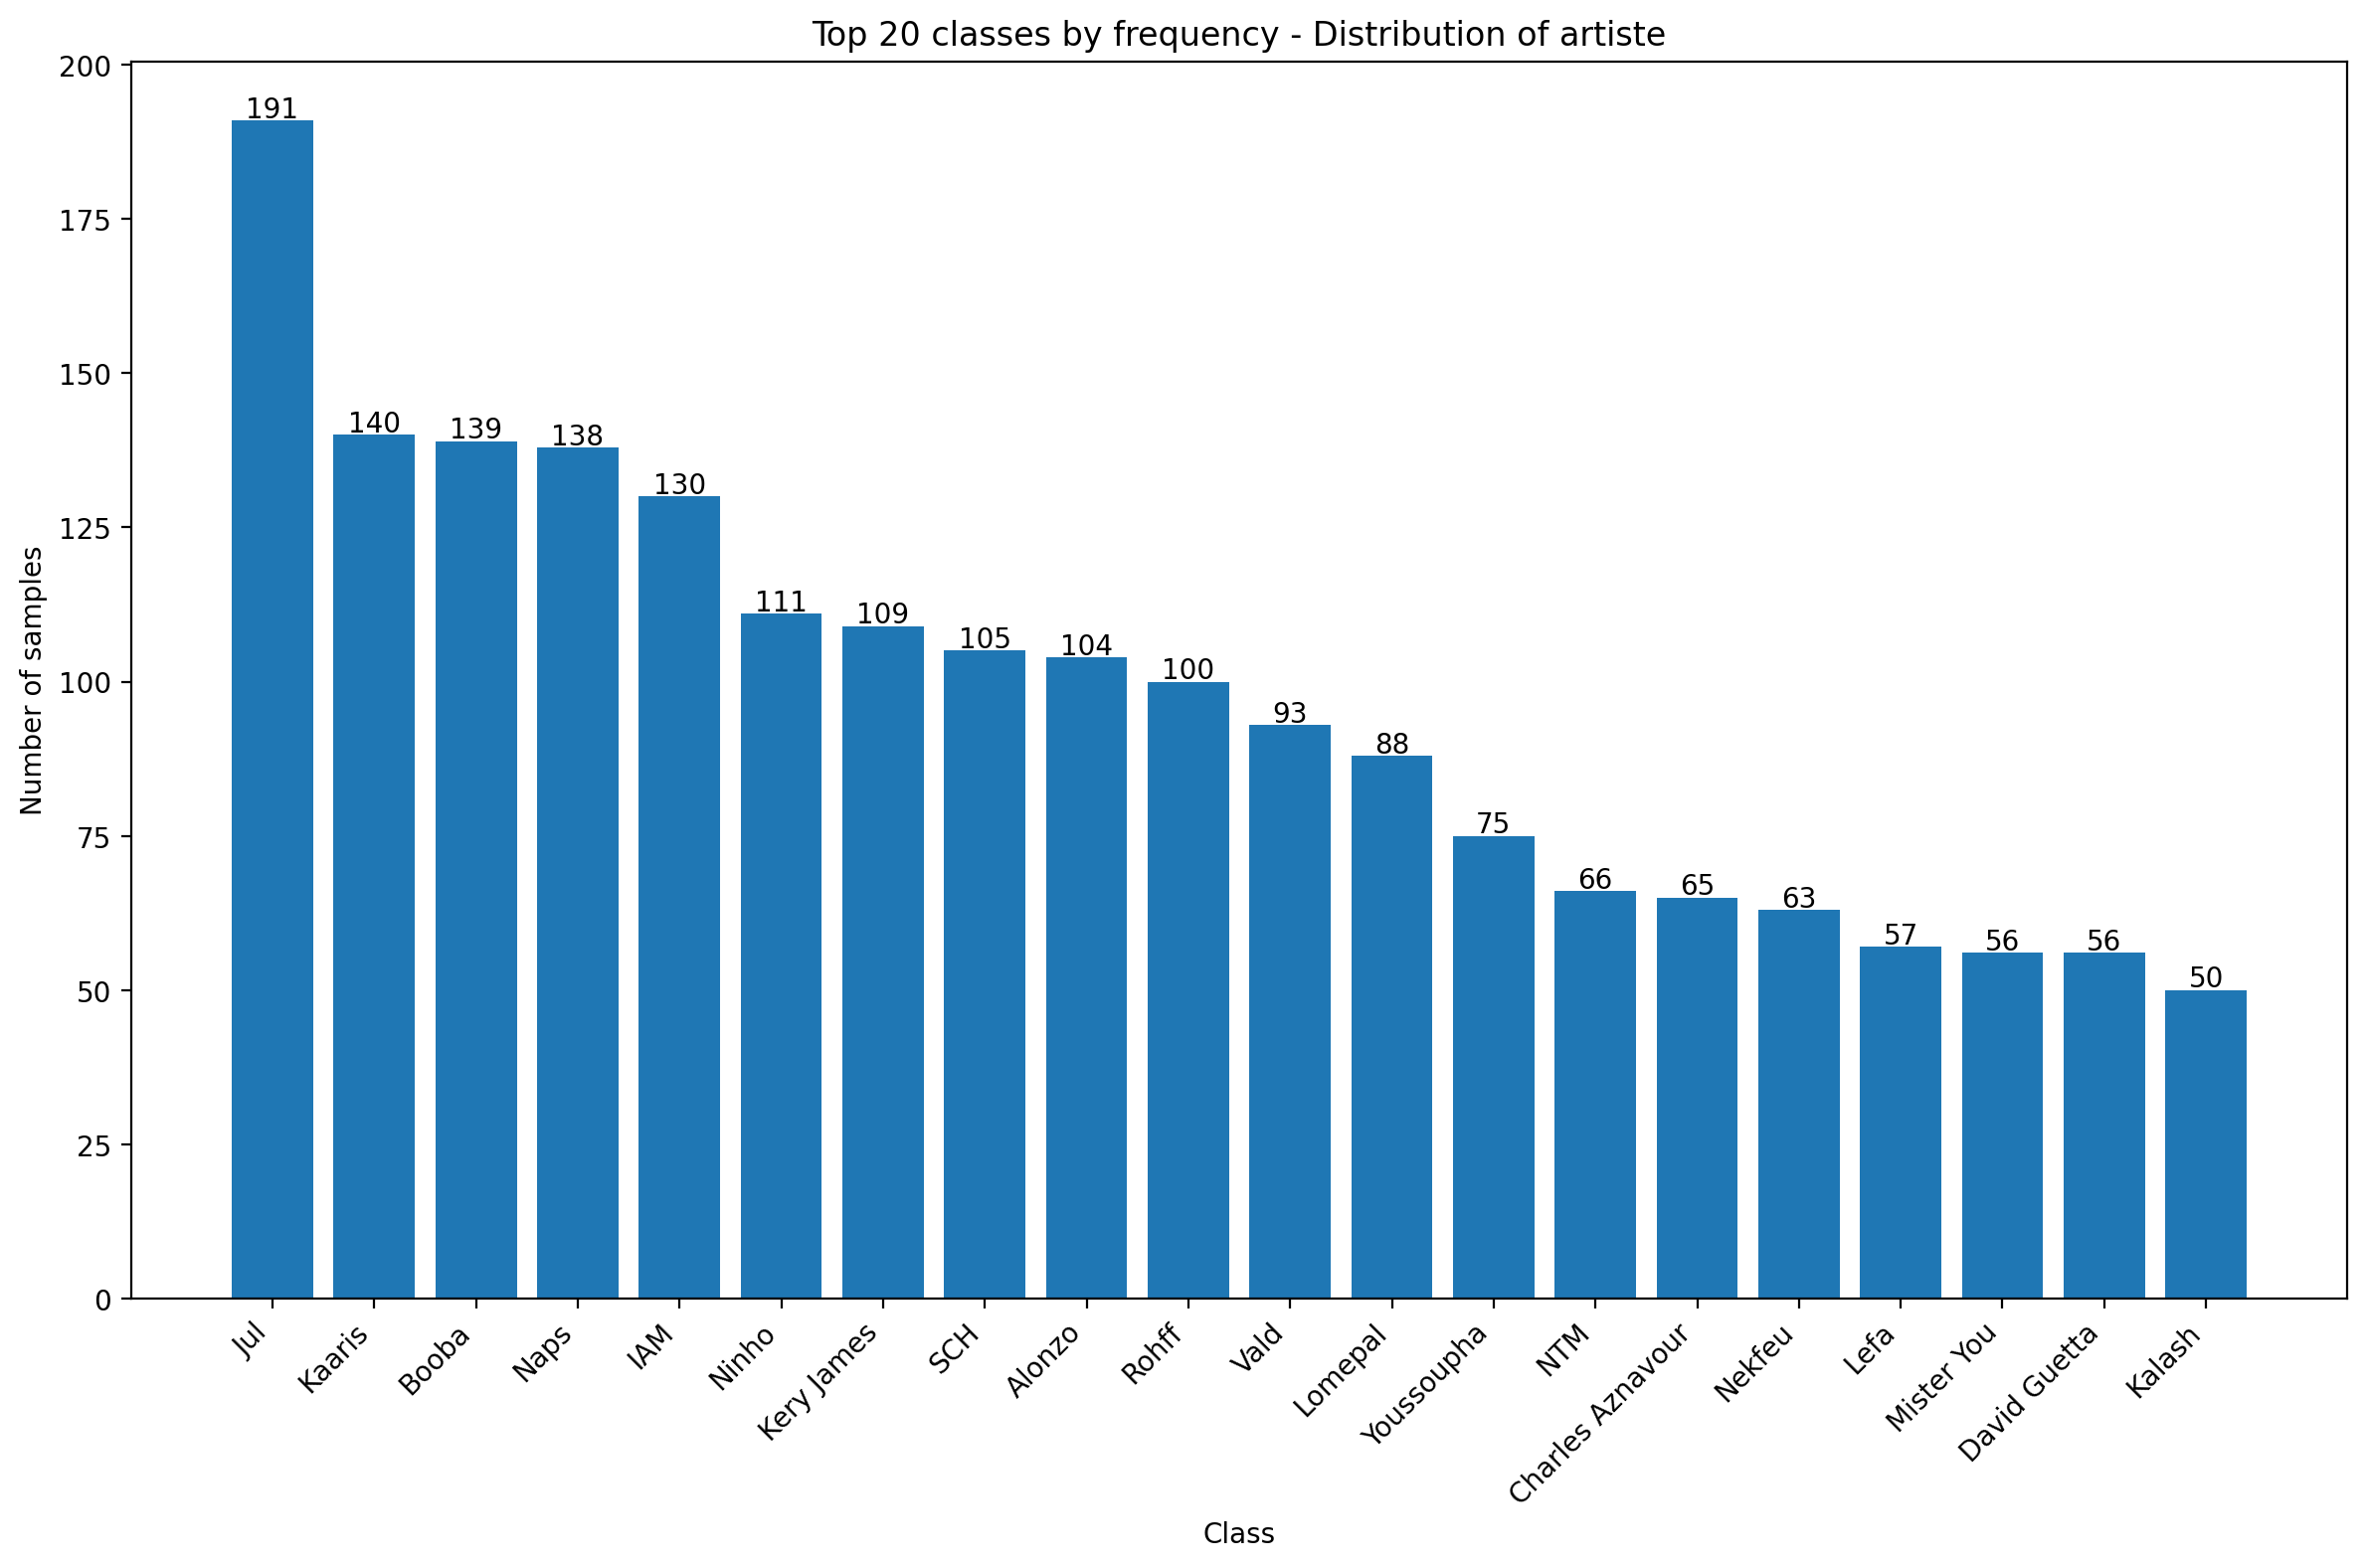 Top 20 classes by frequency - Distribution of artiste
Number of samples
200
175
150
125
100
75
50
25
0
191
140
139
138
130
111
109
105
104
100
93
88
75
66
65
63
57
56
56
50
Jul
Kaaris
Booba
Naps
IAM
Ninho
Kery James
SCH
Alonzo
Rohff
Vald
Lomepal
Youssoupha
NTM
Charles Aznavour
Nekfeu
Lefa
Mister You
David Guetta
Kalash
Class